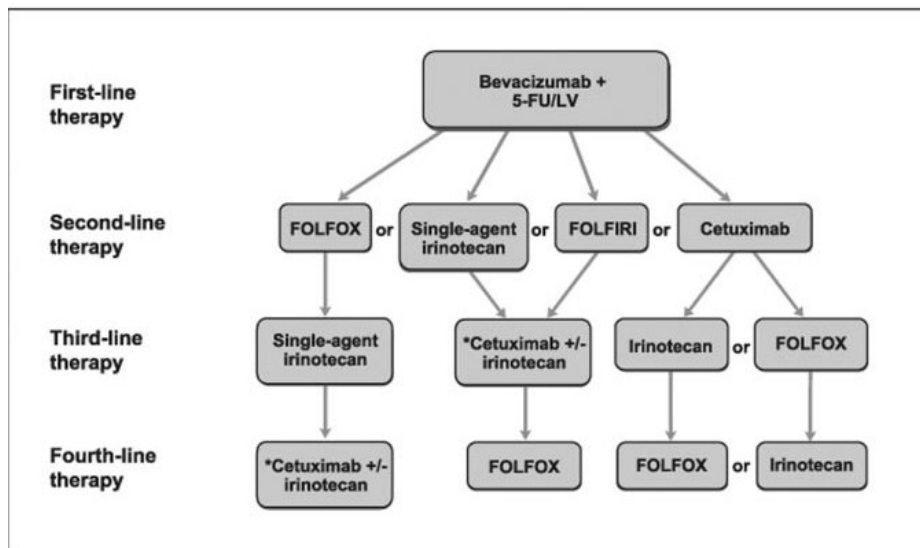 First-line
therapy
Bevacizumab +
5-FU/LV
Second-line
therapy
FOLFOX or Single-agent
irinotecan or FOLFIRI or Cetuximab
Third-line
therapy
Single-agent
irinotecan
*Cetuximab +/-
irinotecan
Irinotecan or FOLFOX
Fourth-line
therapy
*Cetuximab +/-
irinotecan
FOLFOX
FOLFOX or Irinotecan